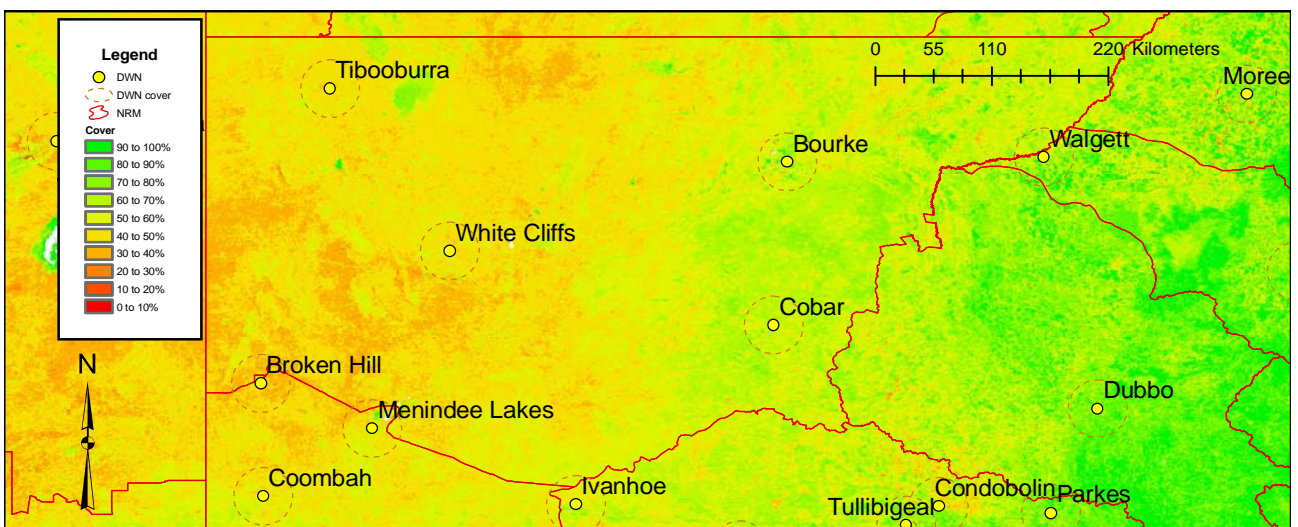 Legend
DWN
DWN cover
NRM
Cover
90 to 100%
80 to 90%
70 to 80%
60 to 70%
50 to 60%
40 to 50%
30 to 40%
20 to 30%
10 to 20%
0 to 10%
N
0 55 110 220 Kilometers
Tibooburra
Moree
Bourke
Walgett
White Cliffs
Cobar
Broken Hill
Menindee Lakes
Dubbo
Coombah
Ivanhoe
Condobolin
Parkes
Tullibigeal